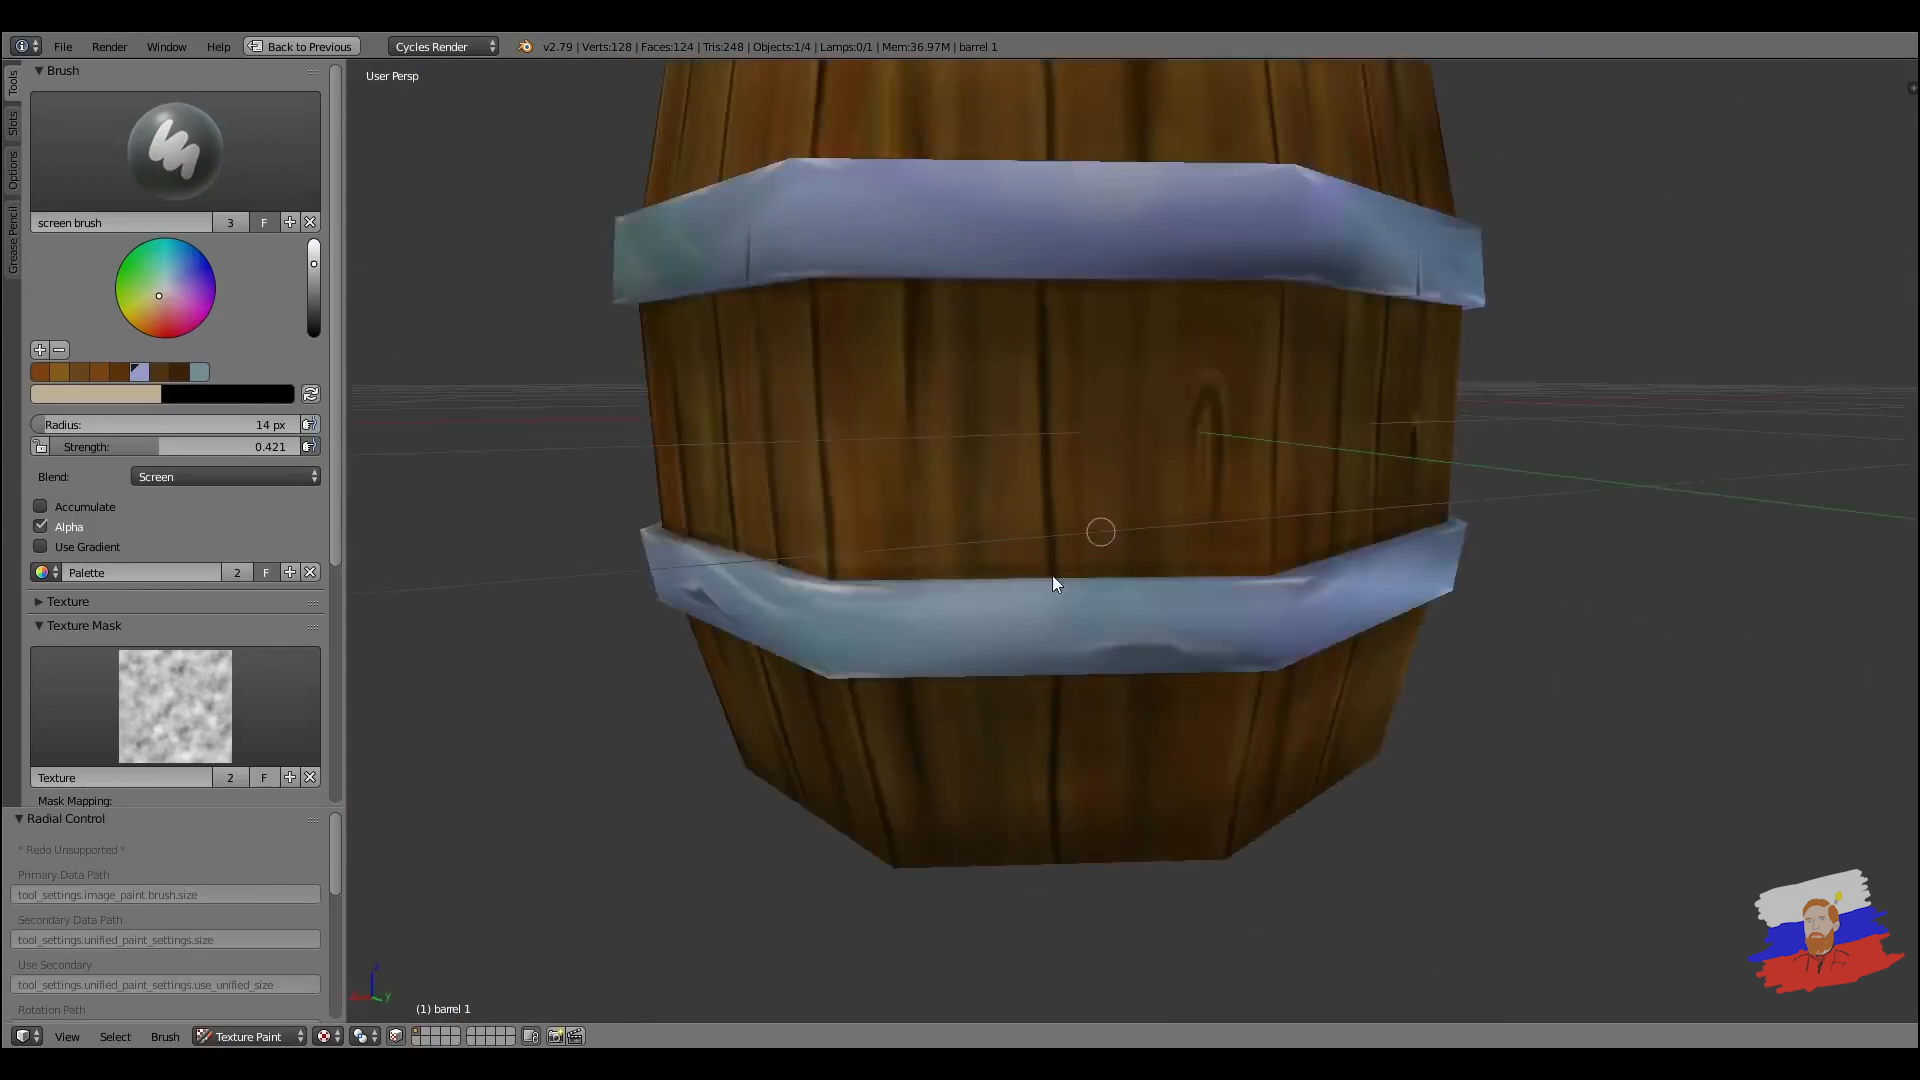 File Render Window Help Back to Previous Cycles Render v2.79 | Verts:128 | Faces:124 | Tris:248 | Objects:1/4 | Lamps:0/1 | Mem:36.97M | barrel 1
Tools
Slots
Options
Grease Pencil
Brush
screen brush 3 F
Radius: 14 px
Strength: 0.421
Blend: Screen
Accumulate
Alpha
Use Gradient
Palette 2 F
Texture
Texture Mask
Texture 2 F
Mask Mapping:
Radial Control
* Redo Unsupported *
Primary Data Path
tool_settings.image_paint.brush.size
Secondary Data Path
tool_settings.unified_paint_settings.size
Use Secondary
tool_settings.unified_paint_settings.use_unified_size
Rotation Path
User Persp
z
y
(1) barrel 1
View Select Brush Texture Paint